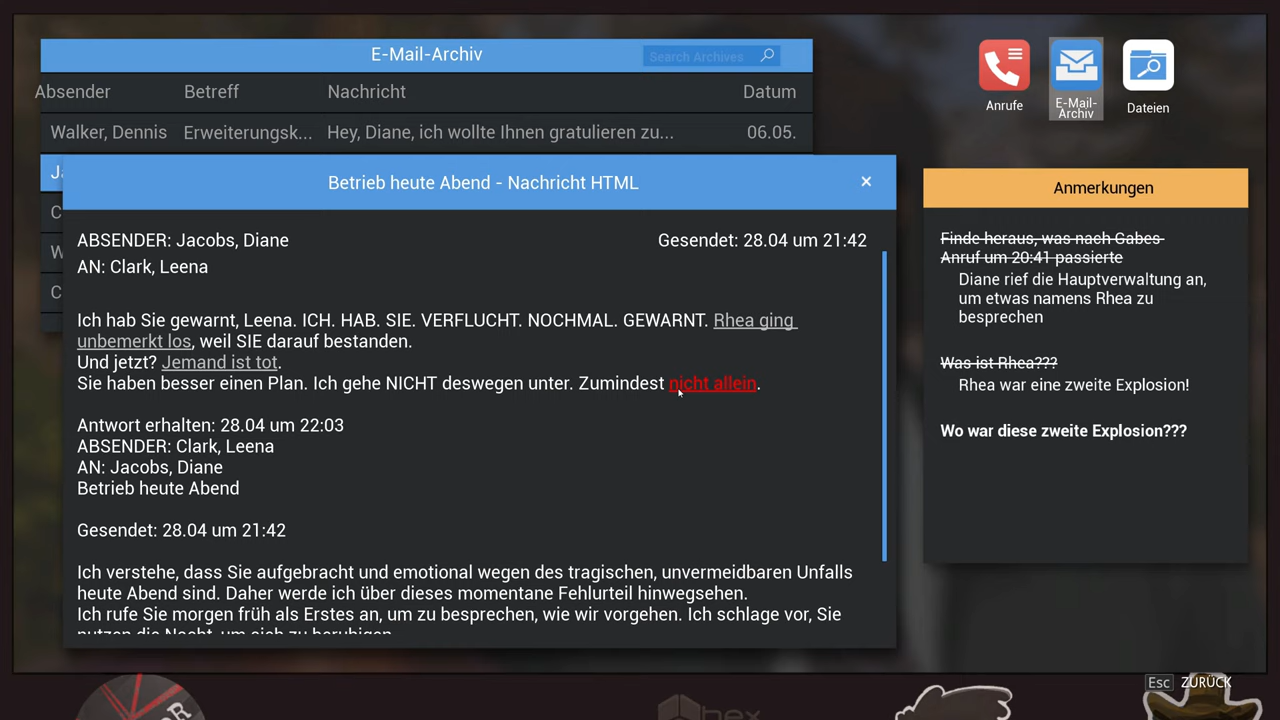 E-Mail-Archiv
Search Archives
Absender Betreff Nachricht Datum
Walker, Dennis Erweiterungsk... Hey, Diane, ich wollte Ihnen gratulieren zu... 06.05.
Betrieb heute Abend - Nachricht HTML
×
ABSENDER: Jacobs, Diane Gesendet: 28.04 um 21:42
AN: Clark, Leena
Ich hab Sie gewarnt, Leena. ICH. HAB. SIE. VERFLUCHT. NOCHMAL. GEWARNT. Rhea ging
unbemerkt los, weil SIE darauf bestanden.
Und jetzt? Jemand ist tot.
Sie haben besser einen Plan. Ich gehe NICHT deswegen unter. Zumindest nicht allein.
Antwort erhalten: 28.04 um 22:03
ABSENDER: Clark, Leena
AN: Jacobs, Diane
Betrieb heute Abend
Gesendet: 28.04 um 21:42
Ich verstehe, dass Sie aufgebracht und emotional wegen des tragischen, unvermeidbaren Unfalls
heute Abend sind. Daher werde ich über dieses momentane Fehlurteil hinwegsehen.
Ich rufe Sie morgen früh als Erstes an, um zu besprechen, wie wir vorgehen. Ich schlage vor, Sie
nutzen die Nacht, um sich zu beruhigen.
Anrufe
E-Mail-
Archiv
Dateien
Anmerkungen
Finde heraus, was nach Gabes
Anruf um 20:41 passierte
Diane rief die Hauptverwaltung an,
um etwas namens Rhea zu
besprechen
Was ist Rhea???
Rhea war eine zweite Explosion!
Wo war diese zweite Explosion???
Esc ZURÜCK